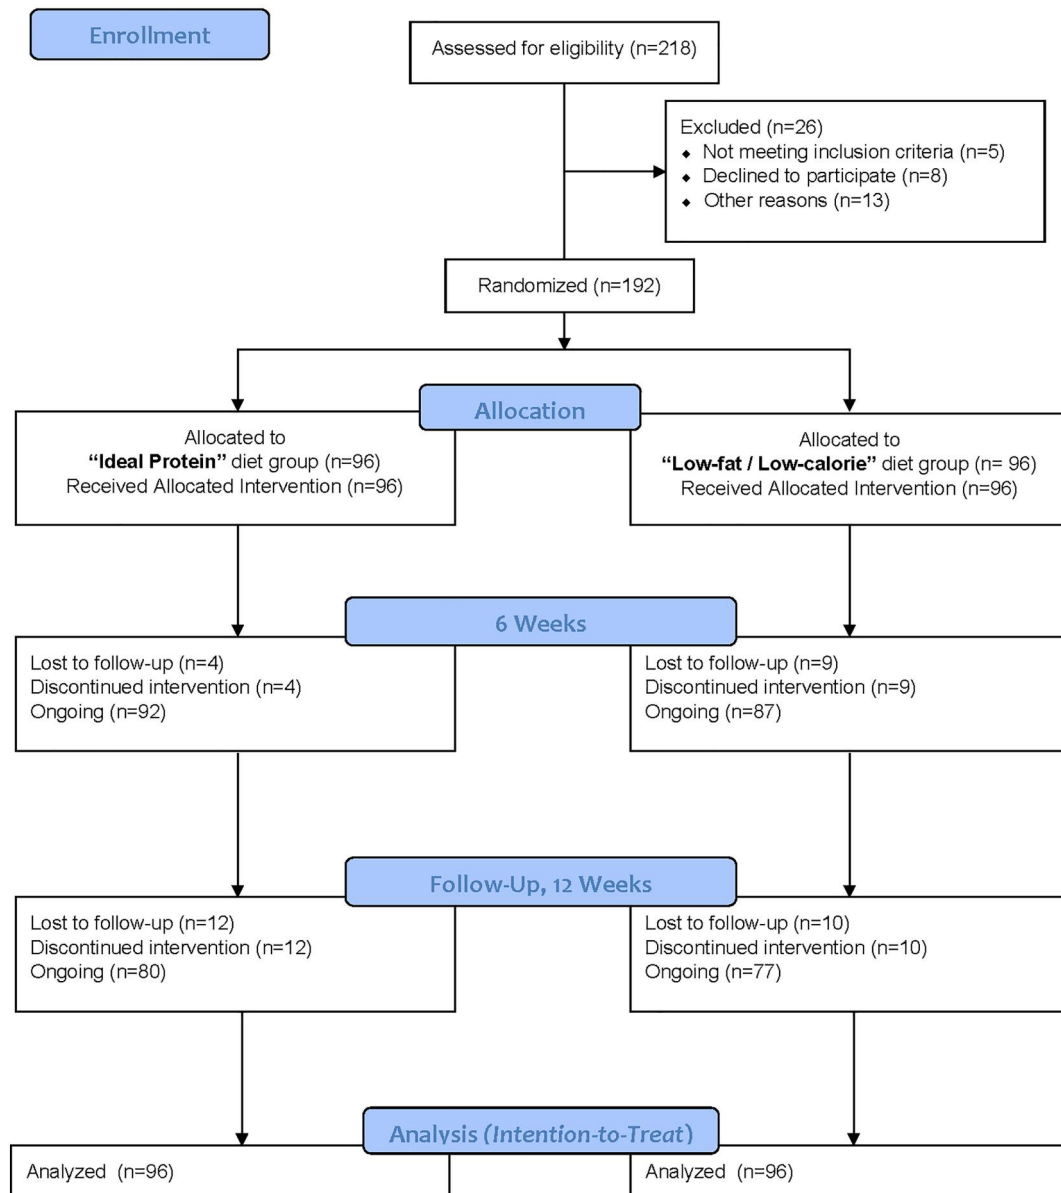 Enrollment
Assessed for eligibility (n=218)
Excluded (n=26)
◆ Not meeting inclusion criteria (n=5)
◆ Declined to participate (n=8)
◆ Other reasons (n=13)
Randomized (n=192)
Allocation
Allocated to
“Ideal Protein” diet group (n=96)
Received Allocated Intervention (n=96)
Allocated to
“Low-fat / Low-calorie” diet group (n= 96)
Received Allocated Intervention (n=96)
6 Weeks
Lost to follow-up (n=4)
Discontinued intervention (n=4)
Ongoing (n=92)
Lost to follow-up (n=9)
Discontinued intervention (n=9)
Ongoing (n=87)
Follow-Up, 12 Weeks
Lost to follow-up (n=12)
Discontinued intervention (n=12)
Ongoing (n=80)
Lost to follow-up (n=10)
Discontinued intervention (n=10)
Ongoing (n=77)
Analysis (Intention-to-Treat)
Analyzed (n=96)
Analyzed (n=96)